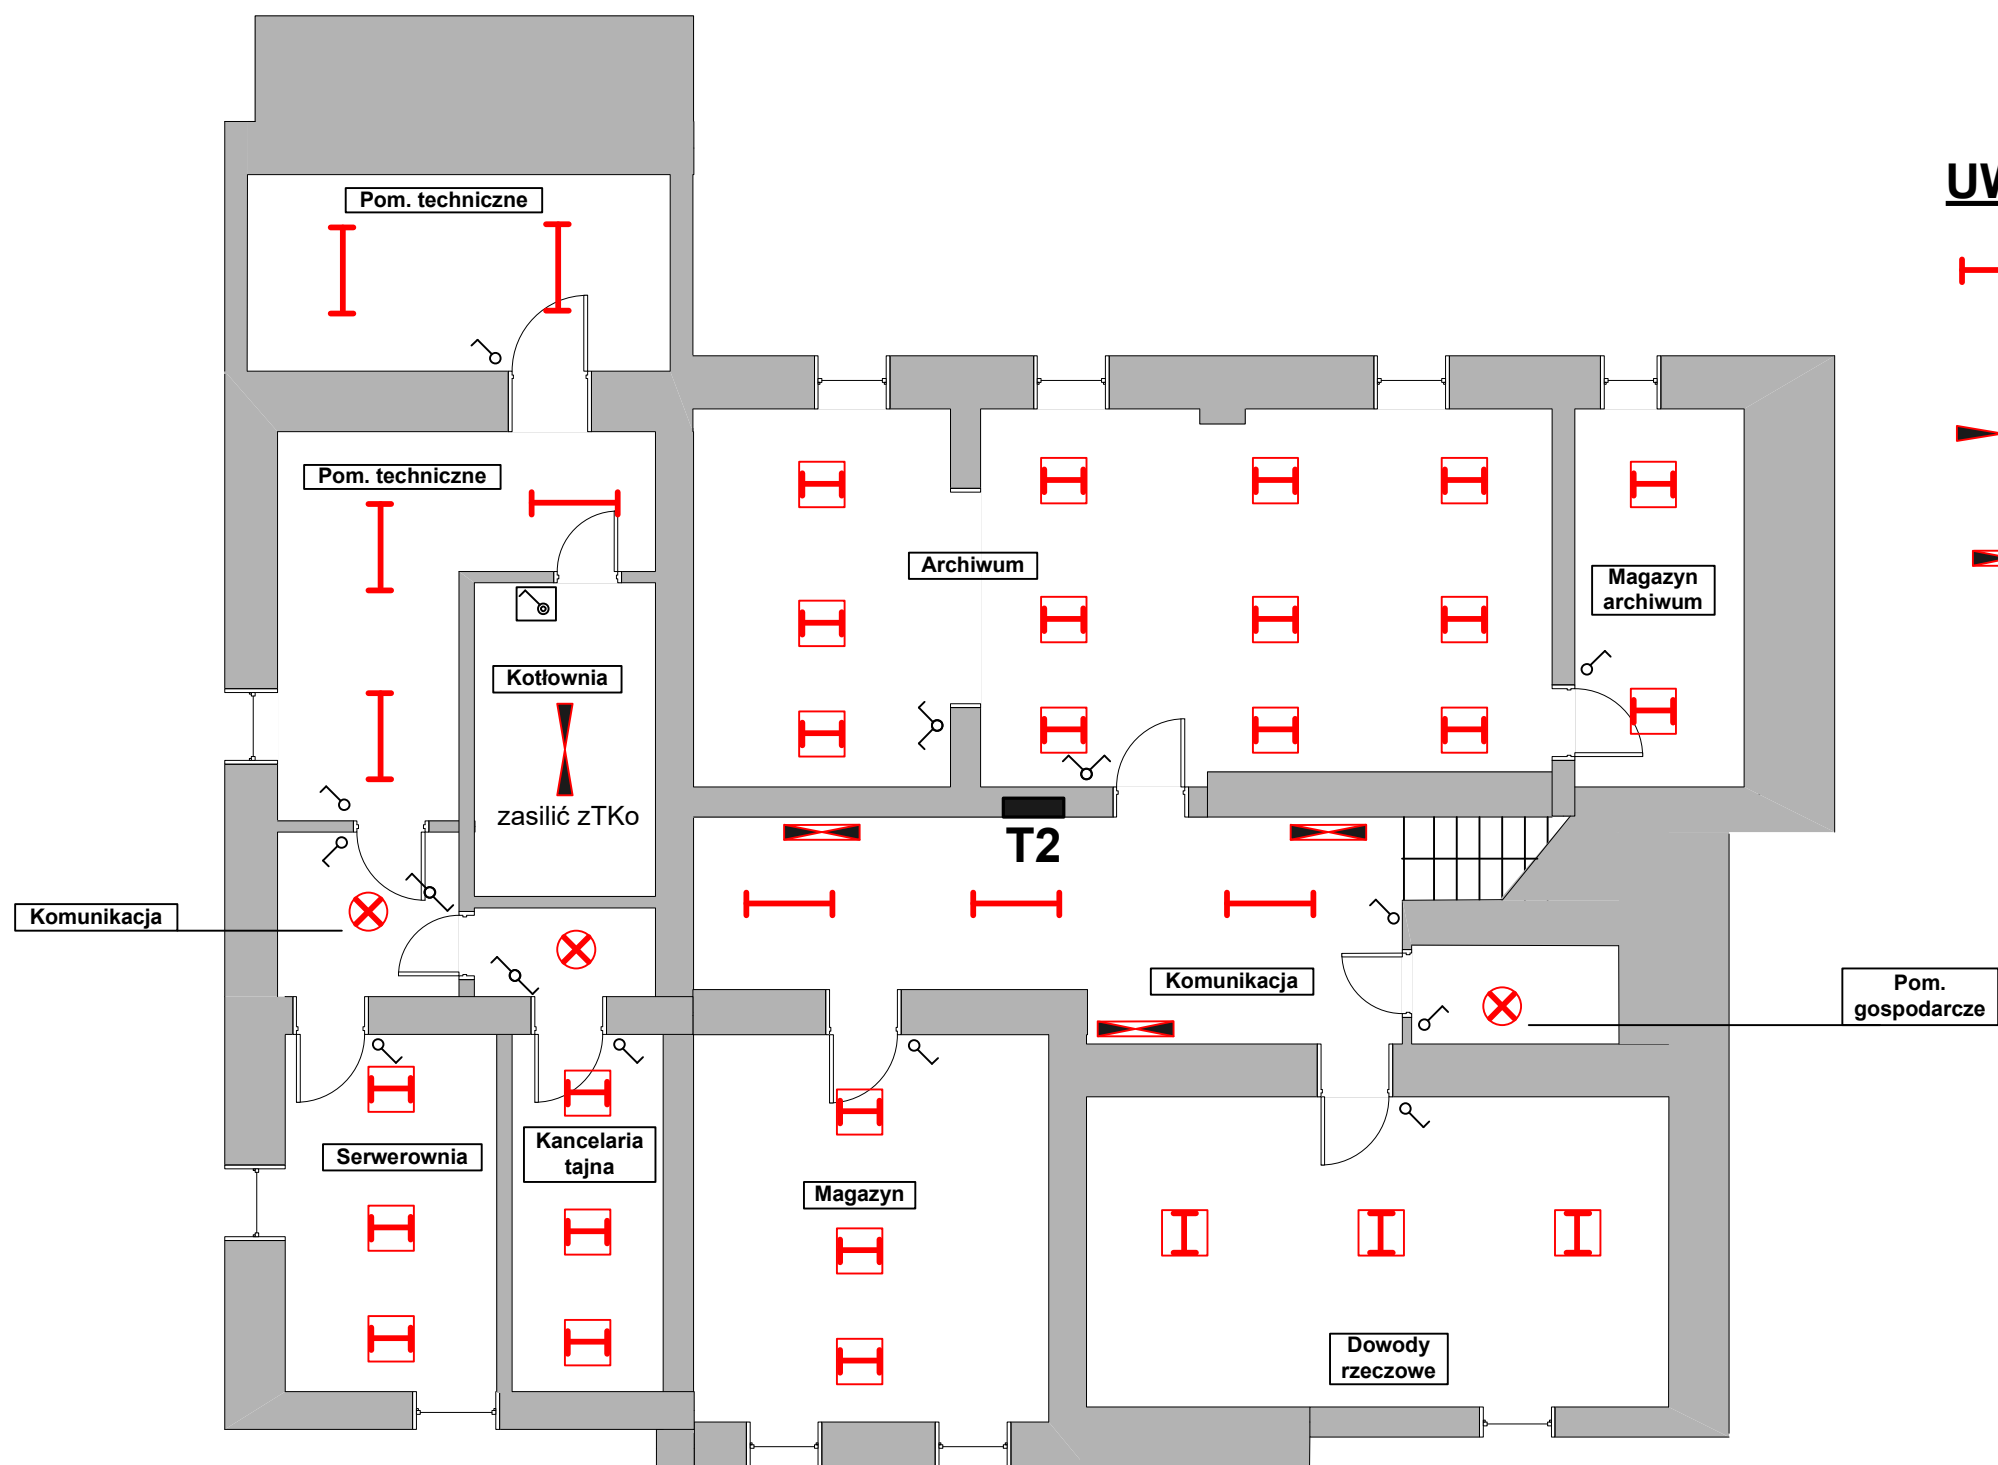 Pom. techniczne
UW
Pom. techniczne
Archiwum
Magazyn
archiwum
Kotłownia
zasilić zTKo
T2
Komunikacja
Komunikacja
Pom.
gospodarcze
Serwerownia
Kancelaria
tajna
Magazyn
Dowody
rzeczowe